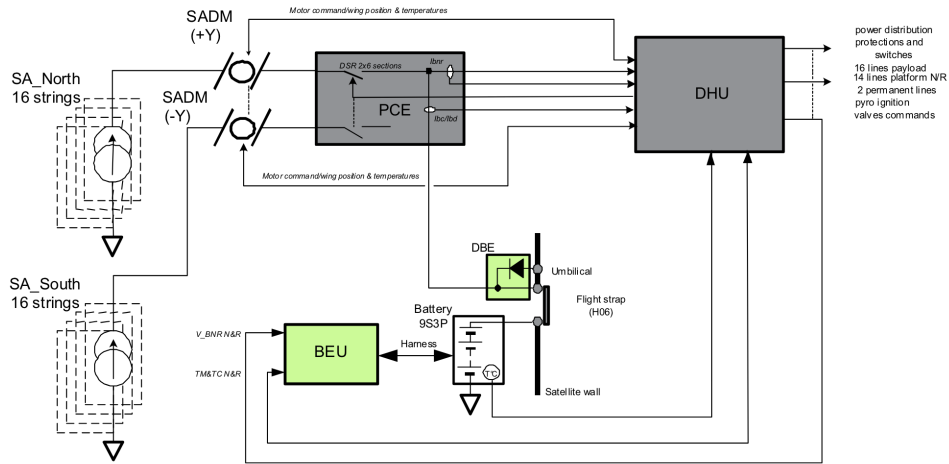 Motor command/wing position & temperatures
SADM
(+Y)
SA_North
16 strings
SADM
(-Y)
DSR 2x6 sections
Ibnr
PCE
Ibc/Ibd
DHU
power distribution
protections and
switches
16 lines payload
14 lines platform N/R
2 permanent lines
pyro ignition
valves commands
Motor command/wing position & temperatures
SA_South
16 strings
DBE
Umbilical
Flight strap
(H06)
Battery
9S3P
V_BNR N&R
BEU
Harness
TM&TC N&R
T°C
Satellite wall